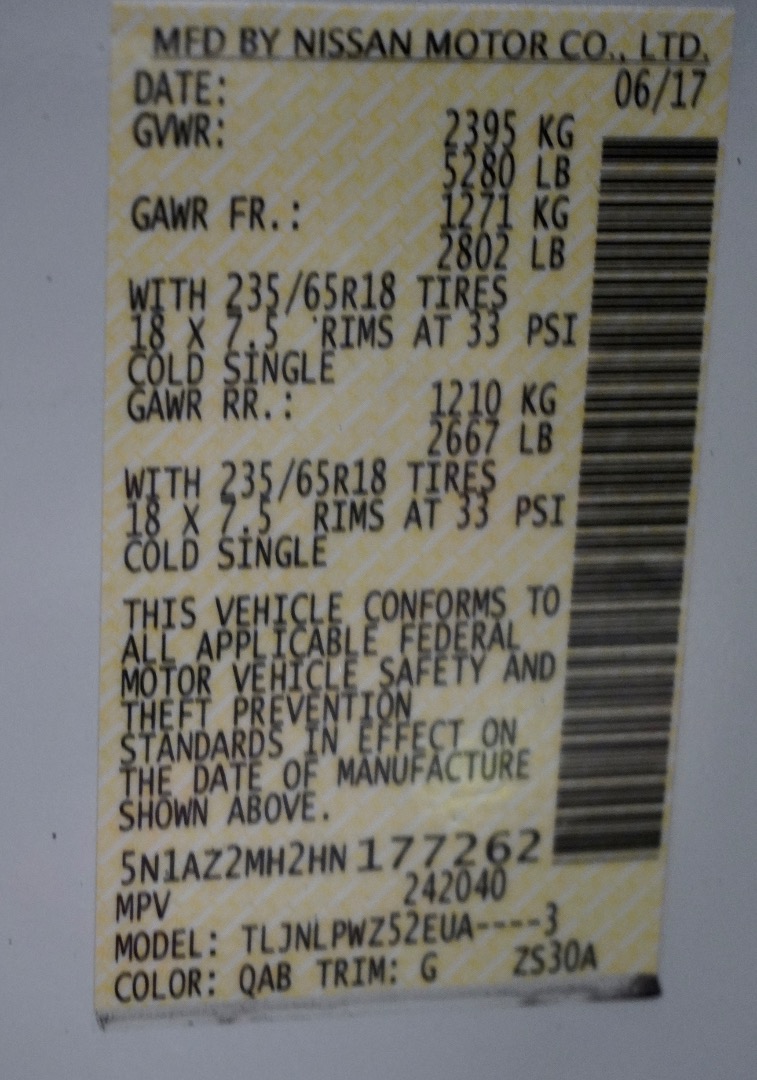 MFD BY NISSAN MOTOR CO., LTD.
DATE: 06/17
GVWR: 2395 KG
5280 LB
GAWR FR.: 1271 KG
2802 LB
WITH 235/65R18 TIRES
18 X 7.5 RIMS AT 33 PSI
COLD SINGLE
GAWR RR.: 1210 KG
2667 LB
WITH 235/65R18 TIRES
18 X 7.5 RIMS AT 33 PSI
COLD SINGLE
THIS VEHICLE CONFORMS TO
ALL APPLICABLE FEDERAL
MOTOR VEHICLE SAFETY AND
THEFT PREVENTION
STANDARDS IN EFFECT ON
THE DATE OF MANUFACTURE
SHOWN ABOVE.
5N1AZ2MH2HN177262
MPV 242040
MODEL: TLJNLPWZ52EUA----3
COLOR: QAB TRIM: G ZS30A